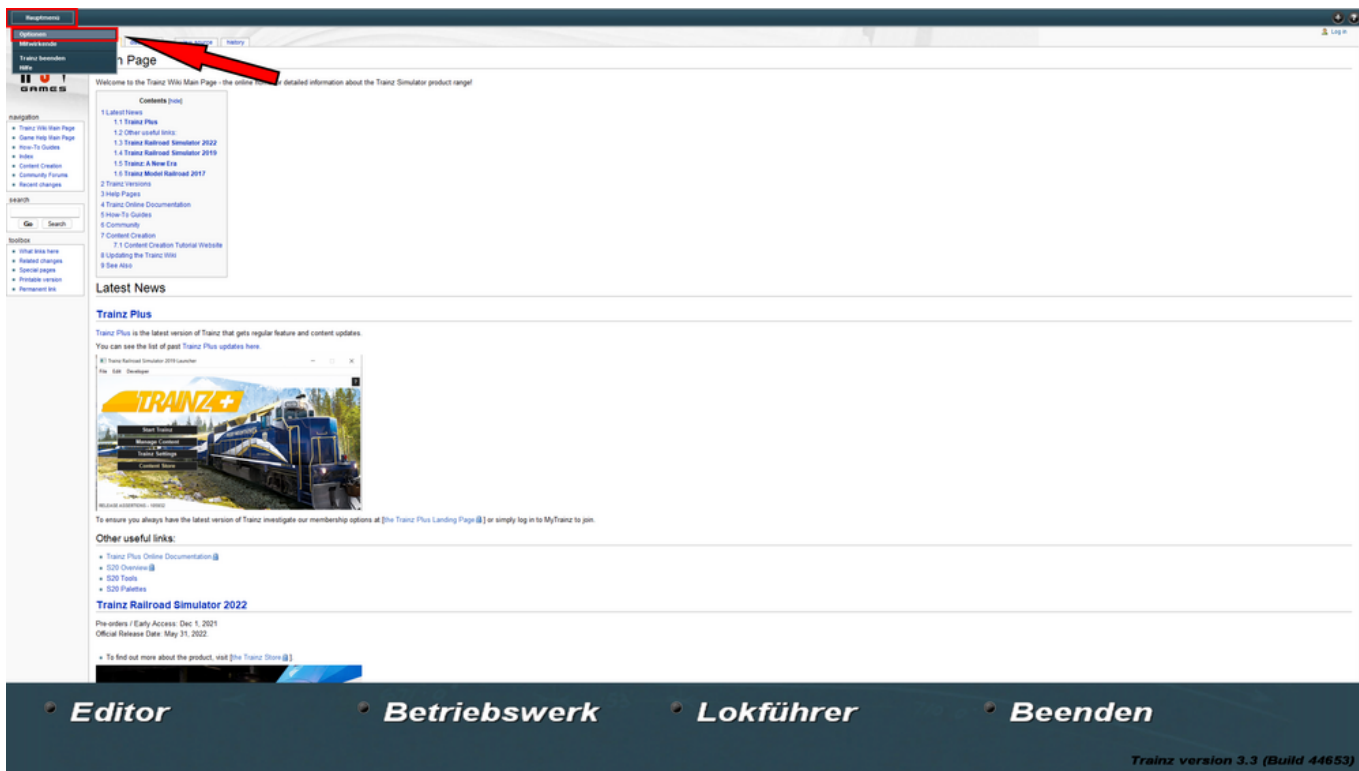 Hauptmenü
Optionen
Mitwirkende
Trainz beenden
Hilfe
history
Log in
Page
GAMES
Welcome to the Trainz Wiki Main Page - the online for detailed information about the Trainz Simulator product range!
Contents [hide]
1 Latest News
1.1 Trainz Plus
1.2 Other useful links:
1.3 Trainz Railroad Simulator 2022
1.4 Trainz Railroad Simulator 2019
1.5 Trainz: A New Era
1.6 Trainz Model Railroad 2017
2 Trainz Versions
3 Help Pages
4 Trainz Online Documentation
5 How-To Guides
6 Community
7 Content Creation
7.1 Content Creation Tutorial Website
8 Updating the Trainz Wiki
9 See Also
navigation
Trainz Wiki Main Page
Game Help Main Page
How-To Guides
Index
Content Creation
Community Forums
Recent changes
search
Go Search
toolbox
What links here
Related changes
Special pages
Printable version
Permanent link
Latest News
Trainz Plus
Trainz Plus is the latest version of Trainz that gets regular feature and content updates.
You can see the list of past Trainz Plus updates here.
Trainz Railroad Simulator 2019 Launcher
File Edit Developer
TRAINZ+
Start Trainz
Manage Content
Trainz Settings
Content Store
To ensure you always have the latest version of Trainz investigate our membership options at [the Trainz Plus Landing Page] or simply log in to MyTrainz to join.
Other useful links:
Trainz Plus Online Documentation
S20 Overview
S20 Tools
S20 Palettes
Trainz Railroad Simulator 2022
Pre-orders / Early Access: Dec 1, 2021
Official Release Date: May 31, 2022.
To find out more about the product, visit [the Trainz Store].
Editor
Betriebswerk
Lokführer
Beenden
Trainz version 3.3 (Build 44653)